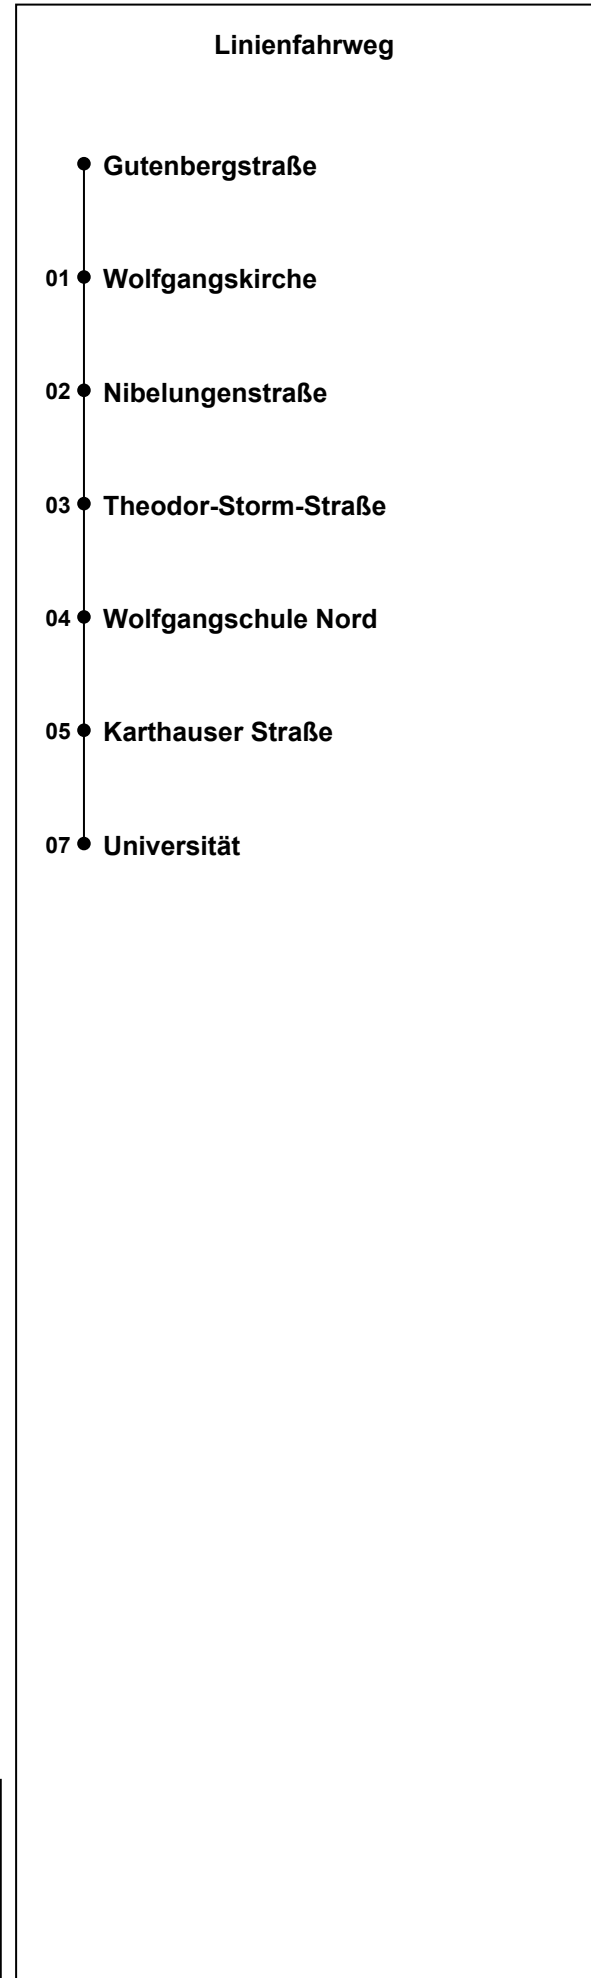 Linienfahrweg
Gutenbergstraße
01 Wolfgangskirche
02 Nibelungenstraße
03 Theodor-Storm-Straße
04 Wolfgangschule Nord
05 Karthauser Straße
07 Universität